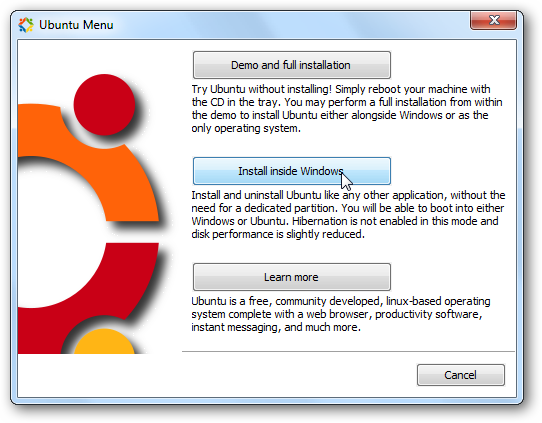 Ubuntu Menu
Demo and full installation
Try Ubuntu without installing! Simply reboot your machine with
the CD in the tray. You may perform a full installation from within
the demo to install Ubuntu either alongside Windows or as the
only operating system.
Install inside Windows
Install and uninstall Ubuntu like any other application, without the
need for a dedicated partition. You will be able to boot into either
Windows or Ubuntu. Hibernation is not enabled in this mode and
disk performance is slightly reduced.
Learn more
Ubuntu is a free, community developed, linux-based operating
system complete with a web browser, productivity software,
instant messaging, and much more.
Cancel